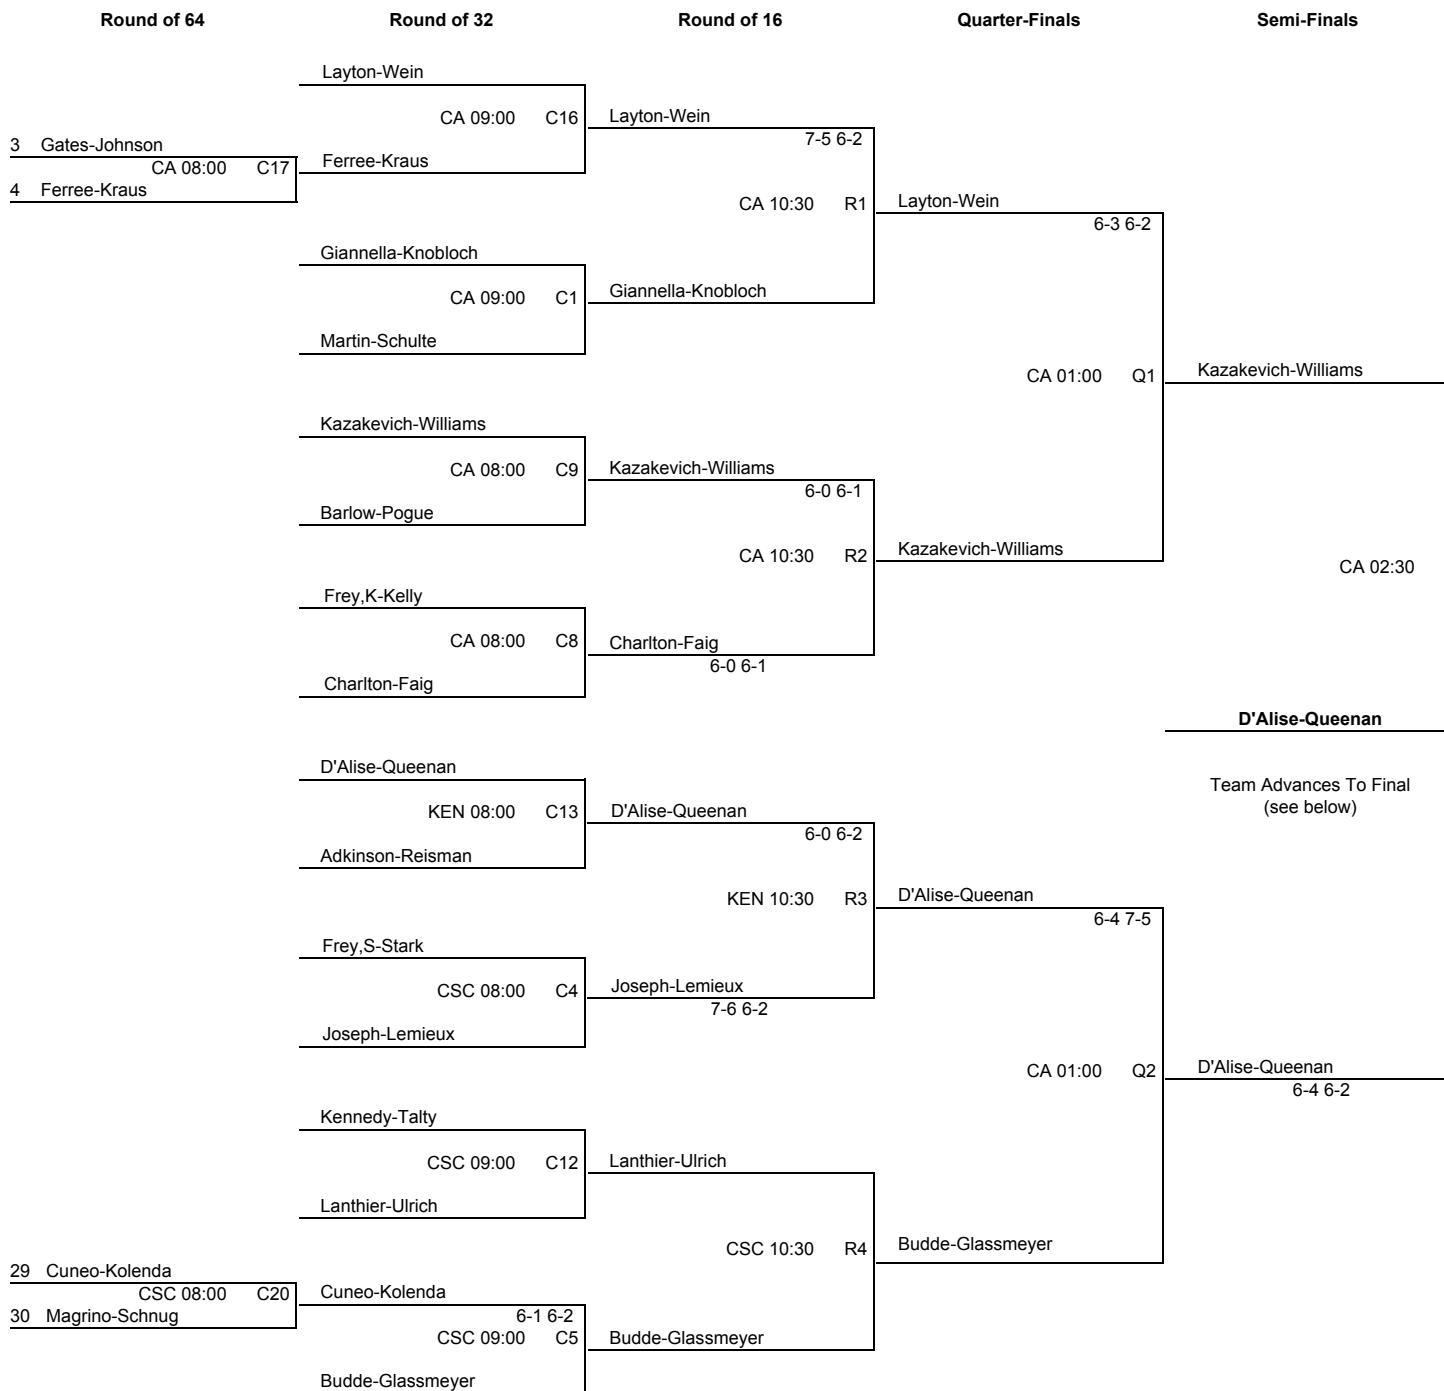 Round of 64 Round of 32 Round of 16 Quarter-Finals Semi-Finals
Layton-Wein
CA 09:00 C16 Layton-Wein
3 Gates-Johnson 7-5 6-2
CA 08:00 C17 Ferree-Kraus
4 Ferree-Kraus
CA 10:30 R1 Layton-Wein
6-3 6-2
Giannella-Knobloch
CA 09:00 C1 Giannella-Knobloch
Martin-Schulte
CA 01:00 Q1 Kazakevich-Williams
Kazakevich-Williams
CA 08:00 C9 Kazakevich-Williams
6-0 6-1
Barlow-Pogue
CA 10:30 R2 Kazakevich-Williams
CA 02:30
Frey,K-Kelly
CA 08:00 C8 Charlton-Faig
6-0 6-1
Charlton-Faig
D'Alise-Queenan
D'Alise-Queenan
Team Advances To Final
(see below)
KEN 08:00 C13 D'Alise-Queenan
6-0 6-2
Adkinson-Reisman
KEN 10:30 R3 D'Alise-Queenan
6-4 7-5
Frey,S-Stark
CSC 08:00 C4 Joseph-Lemieux
7-6 6-2
Joseph-Lemieux
CA 01:00 Q2 D'Alise-Queenan
6-4 6-2
Kennedy-Talty
CSC 09:00 C12 Lanthier-Ulrich
Lanthier-Ulrich
CSC 10:30 R4 Budde-Glassmeyer
29 Cuneo-Kolenda
CSC 08:00 C20 Cuneo-Kolenda
30 Magrino-Schnug 6-1 6-2
CSC 09:00 C5 Budde-Glassmeyer
Budde-Glassmeyer